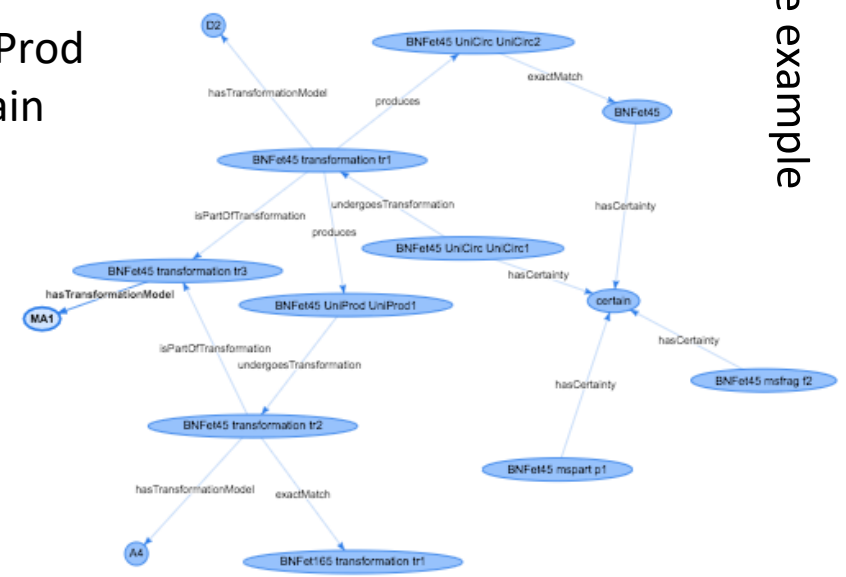 Prod
ain
e example
D2
BNFet45 UniCirc UniCirc2
exactMatch
hasTransformationModel
produces
BNFet45
BNFet45 transformation tr1
undergoesTransformation
hasCertainty
isPartOfTransformation
produces
BNFet45 UniCirc UniCirc1
BNFet45 transformation tr3
hasCertainty
hasTransformationModel
BNFet45 UniProd UniProd1
certain
MA1
hasCertainty
isPartOfTransformation
undergoesTransformation
BNFet45 msfrag f2
hasCertainty
BNFet45 transformation tr2
BNFet45 mspart p1
hasTransformationModel
exactMatch
A4
BNFet165 transformation tr1